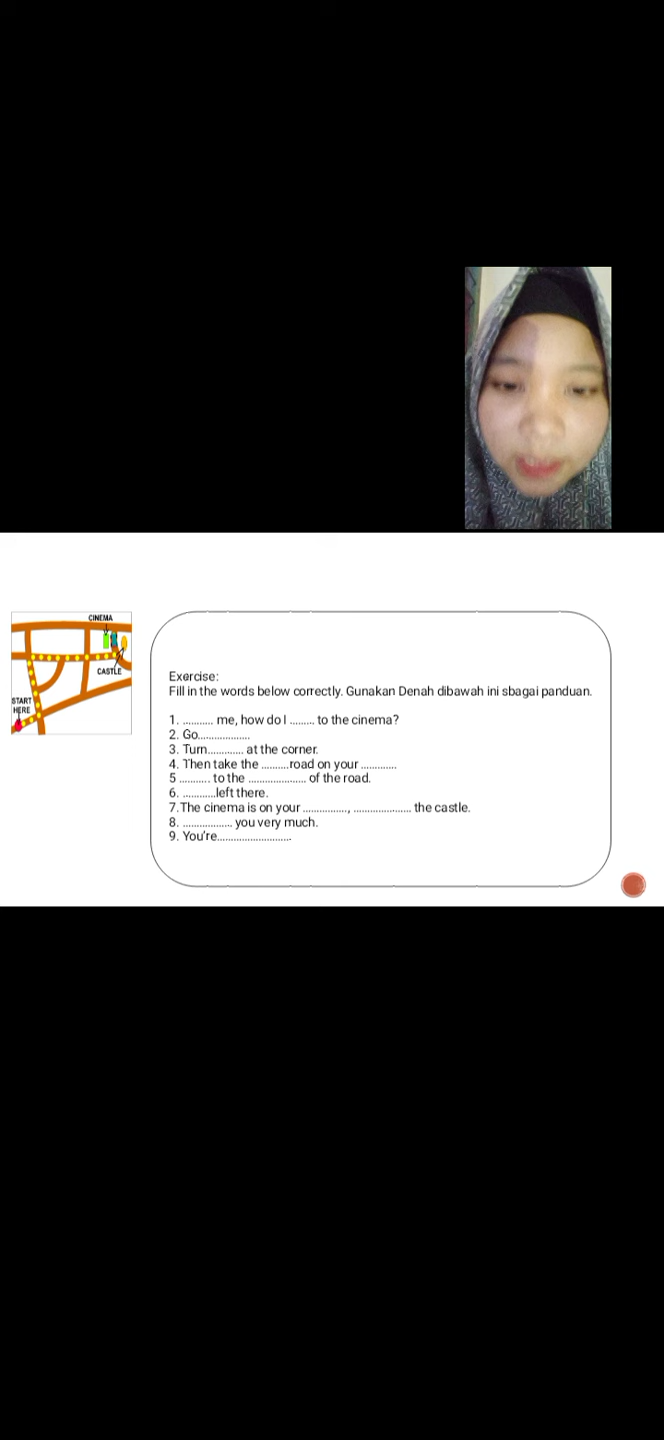 CINEMA
CASTLE
START
HERE
Exercise:
Fill in the words below correctly. Gunakan Denah dibawah ini sbagai panduan.
1. .......... me, how do I ........ to the cinema?
2. Go.................
3. Turn............ at the corner.
4. Then take the .........road on your ............
5 .......... to the ................... of the road.
6. ...........left there.
7.The cinema is on your ..............., ................... the castle.
8. ................ you very much.
9. You're.........................